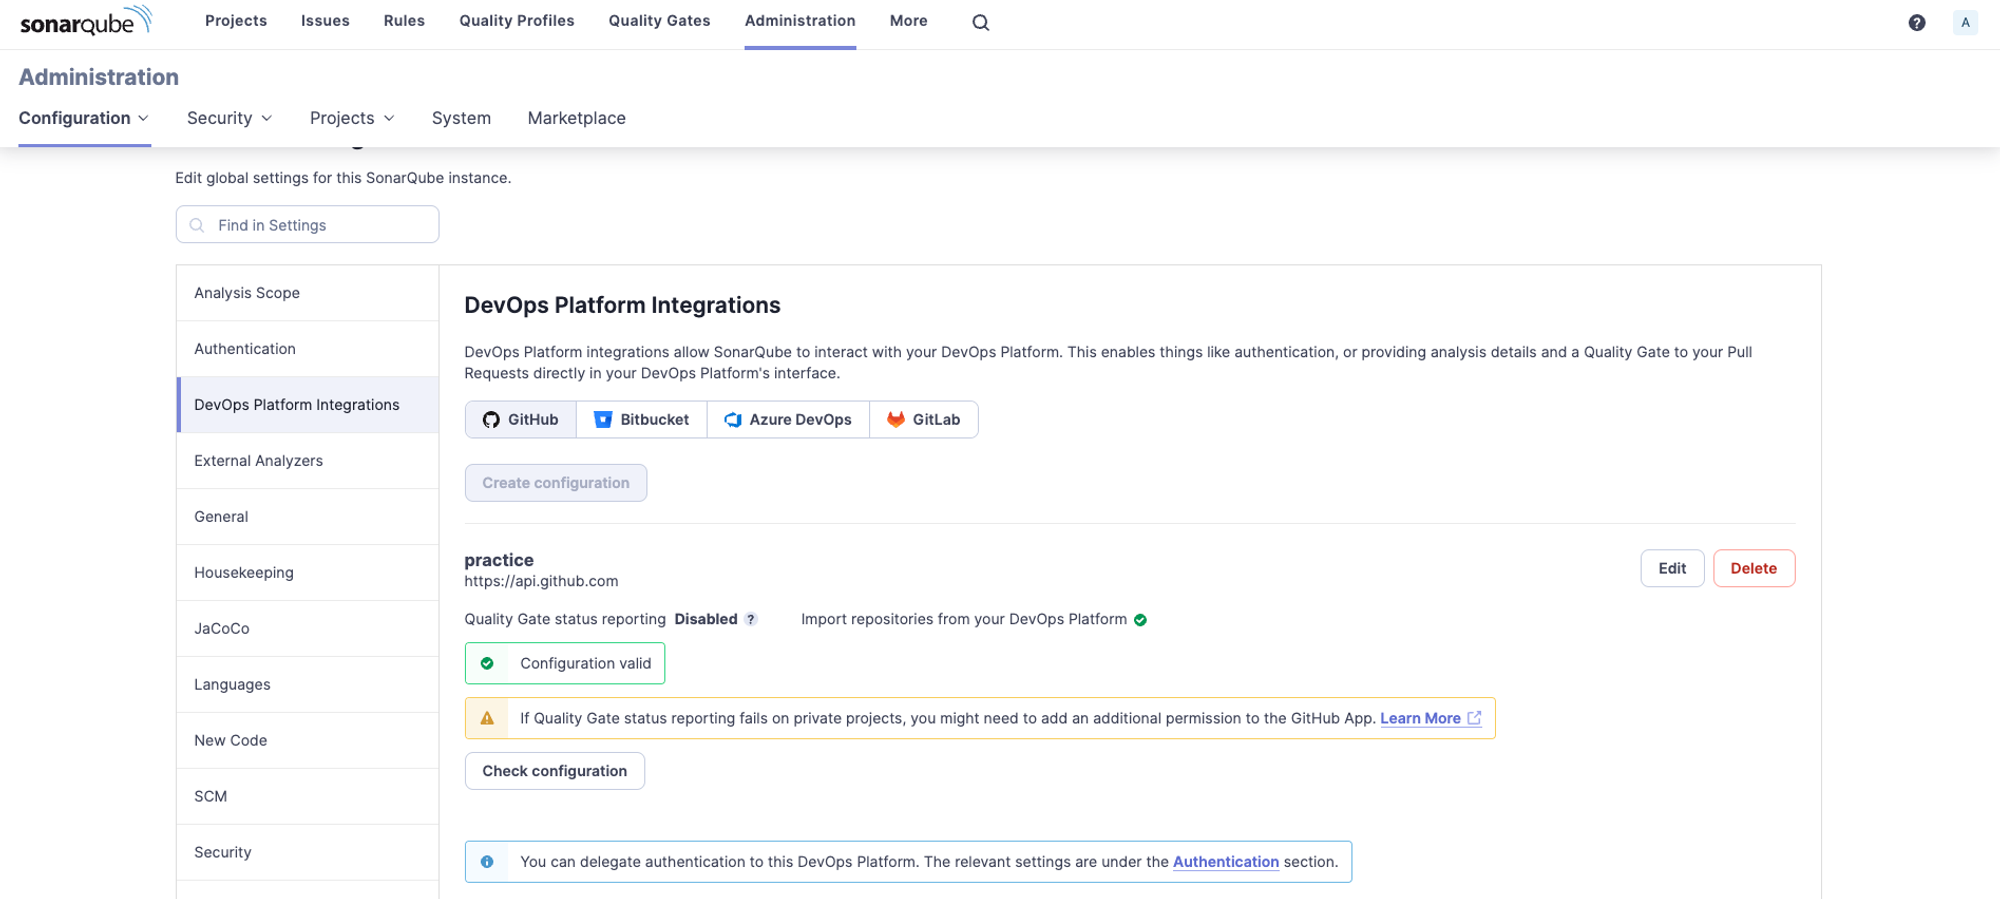 sonarqube
Projects
Issues
Rules
Quality Profiles
Quality Gates
Administration
More
?
A
Administration
Configuration
Security
Projects
System
Marketplace
Edit global settings for this SonarQube instance.
Find in Settings
Analysis Scope
Authentication
DevOps Platform Integrations
External Analyzers
General
Housekeeping
JaCoCo
Languages
New Code
SCM
Security
DevOps Platform Integrations
DevOps Platform integrations allow SonarQube to interact with your DevOps Platform. This enables things like authentication, or providing analysis details and a Quality Gate to your Pull
Requests directly in your DevOps Platform's interface.
GitHub
Bitbucket
Azure DevOps
GitLab
Create configuration
practice
https://api.github.com
Edit
Delete
Quality Gate status reporting Disabled ?
Import repositories from your DevOps Platform
Configuration valid
If Quality Gate status reporting fails on private projects, you might need to add an additional permission to the GitHub App. Learn More
Check configuration
You can delegate authentication to this DevOps Platform. The relevant settings are under the Authentication section.